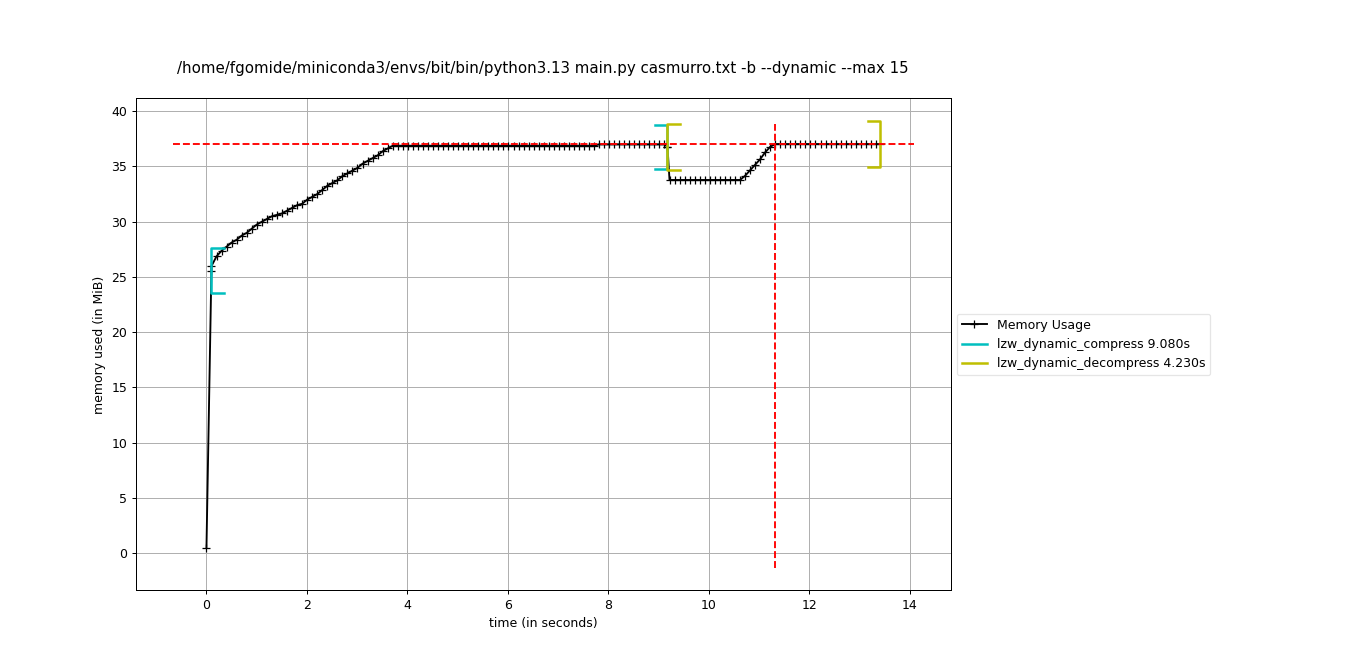 /home/fgomide/miniconda3/envs/bit/bin/python3.13 main.py casmurro.txt -b --dynamic --max 15
40
35
30
25
20
15
10
5
0
memory used (in MiB)
0 2 4 6 8 10 12 14
time (in seconds)
Memory Usage
lzw_dynamic_compress 9.080s
lzw_dynamic_decompress 4.230s